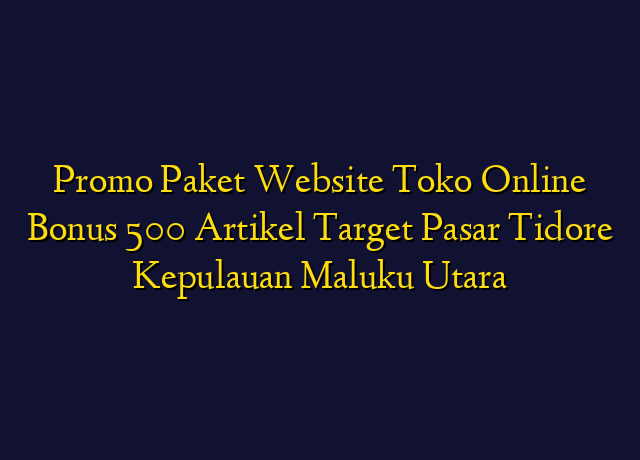 Promo Paket Website Toko Online
Bonus 500 Artikel Target Pasar Tidore
Kepulauan Maluku Utara